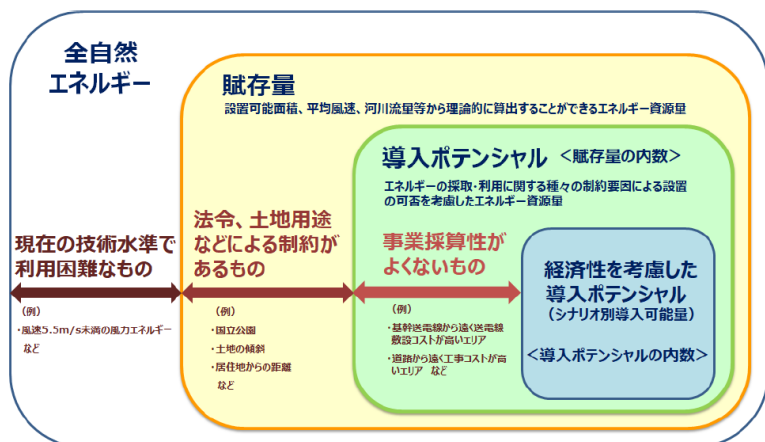 全自然
エネルギー
賦存量
設置可能面積、平均風速、河川流量等から理論的に算出することができるエネルギー資源量
導入ポテンシャル <賦存量の内数>
エネルギーの採取・利用に関する種々の制約要因による設置
の可否を考慮したエネルギー資源量
現在の技術水準で
利用困難なもの
(例)
・風速5.5m/s未満の風力エネルギー
など
法令、土地用途
などによる制約が
あるもの
(例)
・国立公園
・土地の傾斜
・居住地からの距離
など
事業採算性が
よくないもの
(例)
・基幹送電線から遠く送電線
敷設コストが高いエリア
・道路から遠く工事コストが高
いエリア など
経済性を考慮した
導入ポテンシャル
(シナリオ別導入可能量)
<導入ポテンシャルの内数>